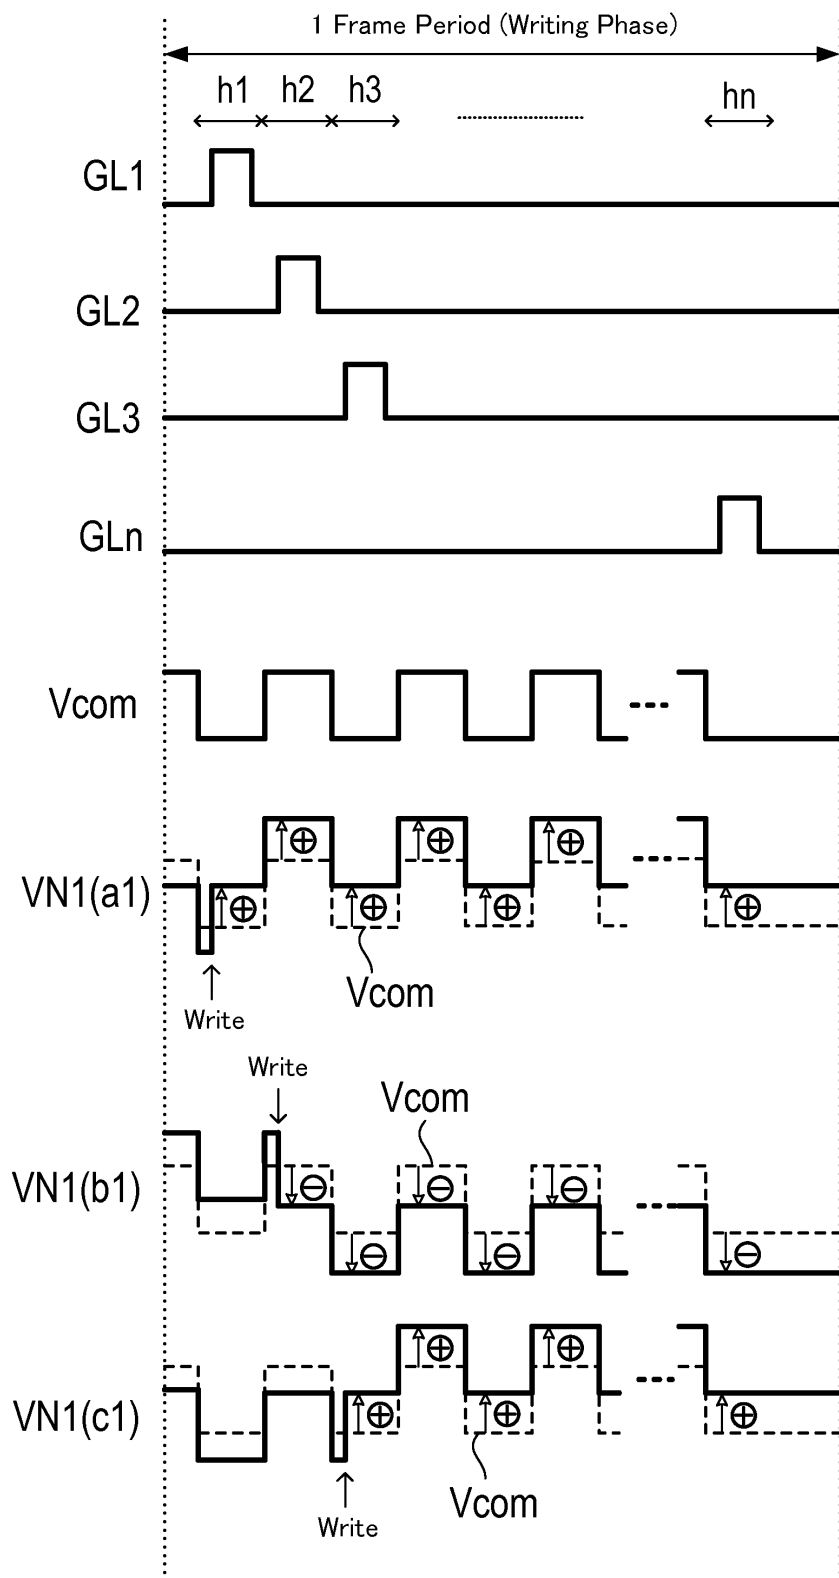 1 Frame Period (Writing Phase)
h1 h2 h3 hn
GL1
GL2
GL3
GLn
Vcom
VN1(a1)
Vcom
Write
Write
Vcom
VN1(b1)
VN1(c1)
Vcom
Write